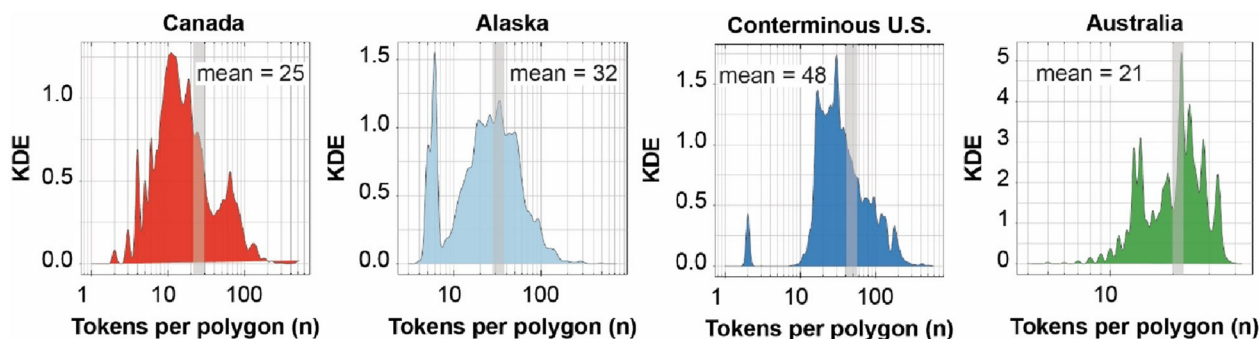 Canada
KDE
1.0
0.5
0.0
mean = 25
1
10
100
Tokens per polygon (n)
Alaska
KDE
1.5
1.0
0.5
0.0
mean = 32
10
100
Tokens per polygon (n)
Conterminous U.S.
KDE
1.5
1.0
0.5
0.0
mean = 48
1
10
100
Tokens per polygon (n)
Australia
KDE
5
4
3
2
1
0
mean = 21
10
Tokens per polygon (n)